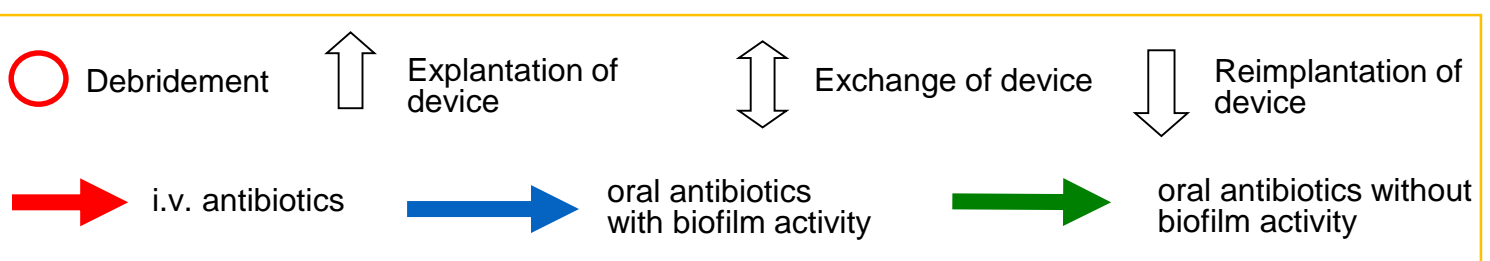 Debridement
Explantation of
device
Exchange of device
Reimplantation of
device
i.v. antibiotics
oral antibiotics
with biofilm activity
oral antibiotics without
biofilm activity